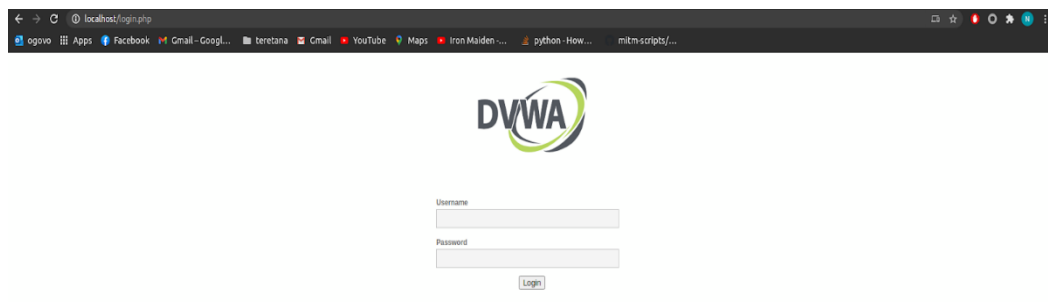 localhost/login.php
ogovo Apps Facebook Gmail – Googl... teretana Gmail YouTube Maps Iron Maiden -... python - How... mitm-scripts/...
DVWA
Username
Password
Login